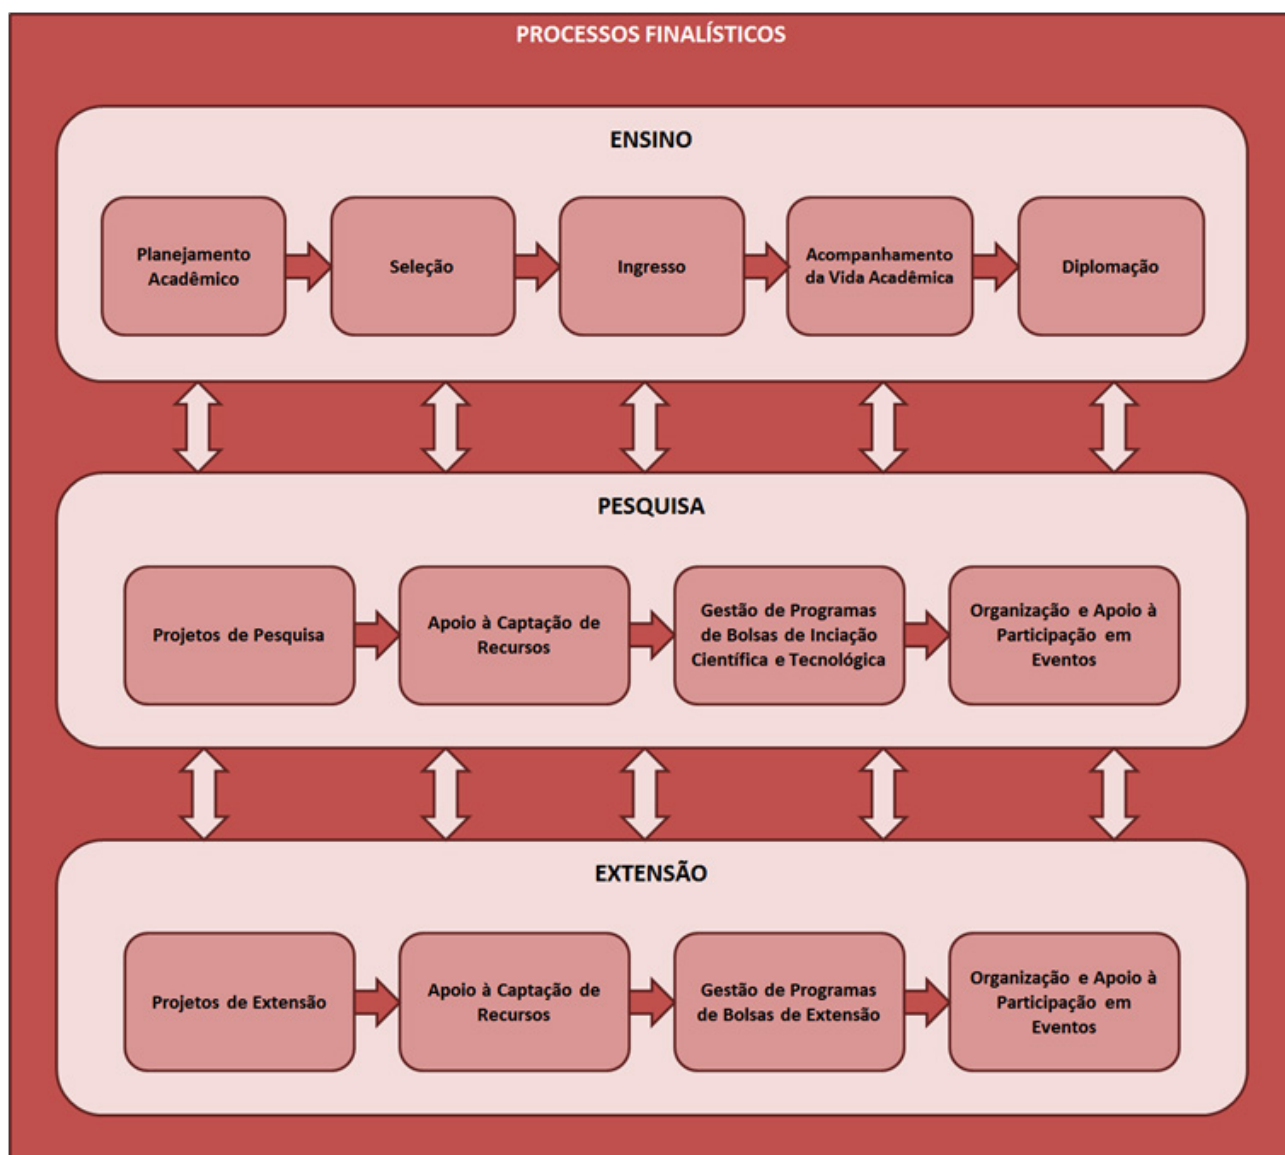 PROCESSOS FINALÍSTICOS
ENSINO
Planejamento
Acadêmico
Seleção
Ingresso
Acompanhamento
da Vida Acadêmica
Diplomação
PESQUISA
Projetos de Pesquisa
Apoio à Captação de
Recursos
Gestão de Programas
de Bolsas de Inciação
Científica e Tecnológica
Organização e Apoio à
Participação em
Eventos
EXTENSÃO
Projetos de Extensão
Apoio à Captação de
Recursos
Gestão de Programas
de Bolsas de Extensão
Organização e Apoio à
Participação em
Eventos